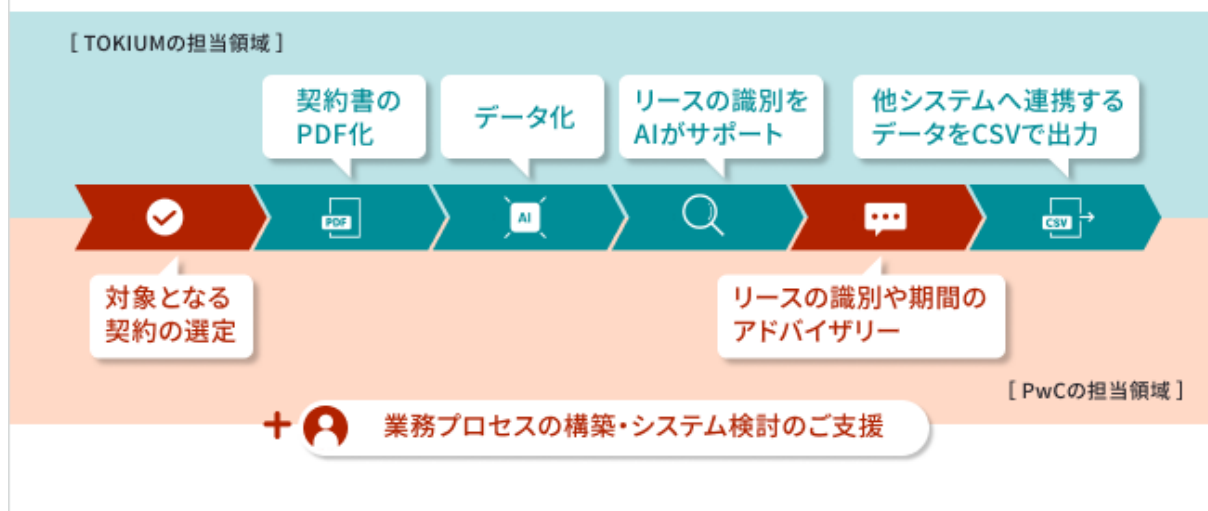 [ TOKIUMの担当領域 ]
契約書の
PDF化
データ化
リースの識別を
AIがサポート
他システムへ連携する
データをCSVで出力
PDF
AI
CSV
対象となる
契約の選定
リースの識別や期間の
アドバイザリー
[ PwCの担当領域 ]
+ 業務プロセスの構築・システム検討のご支援